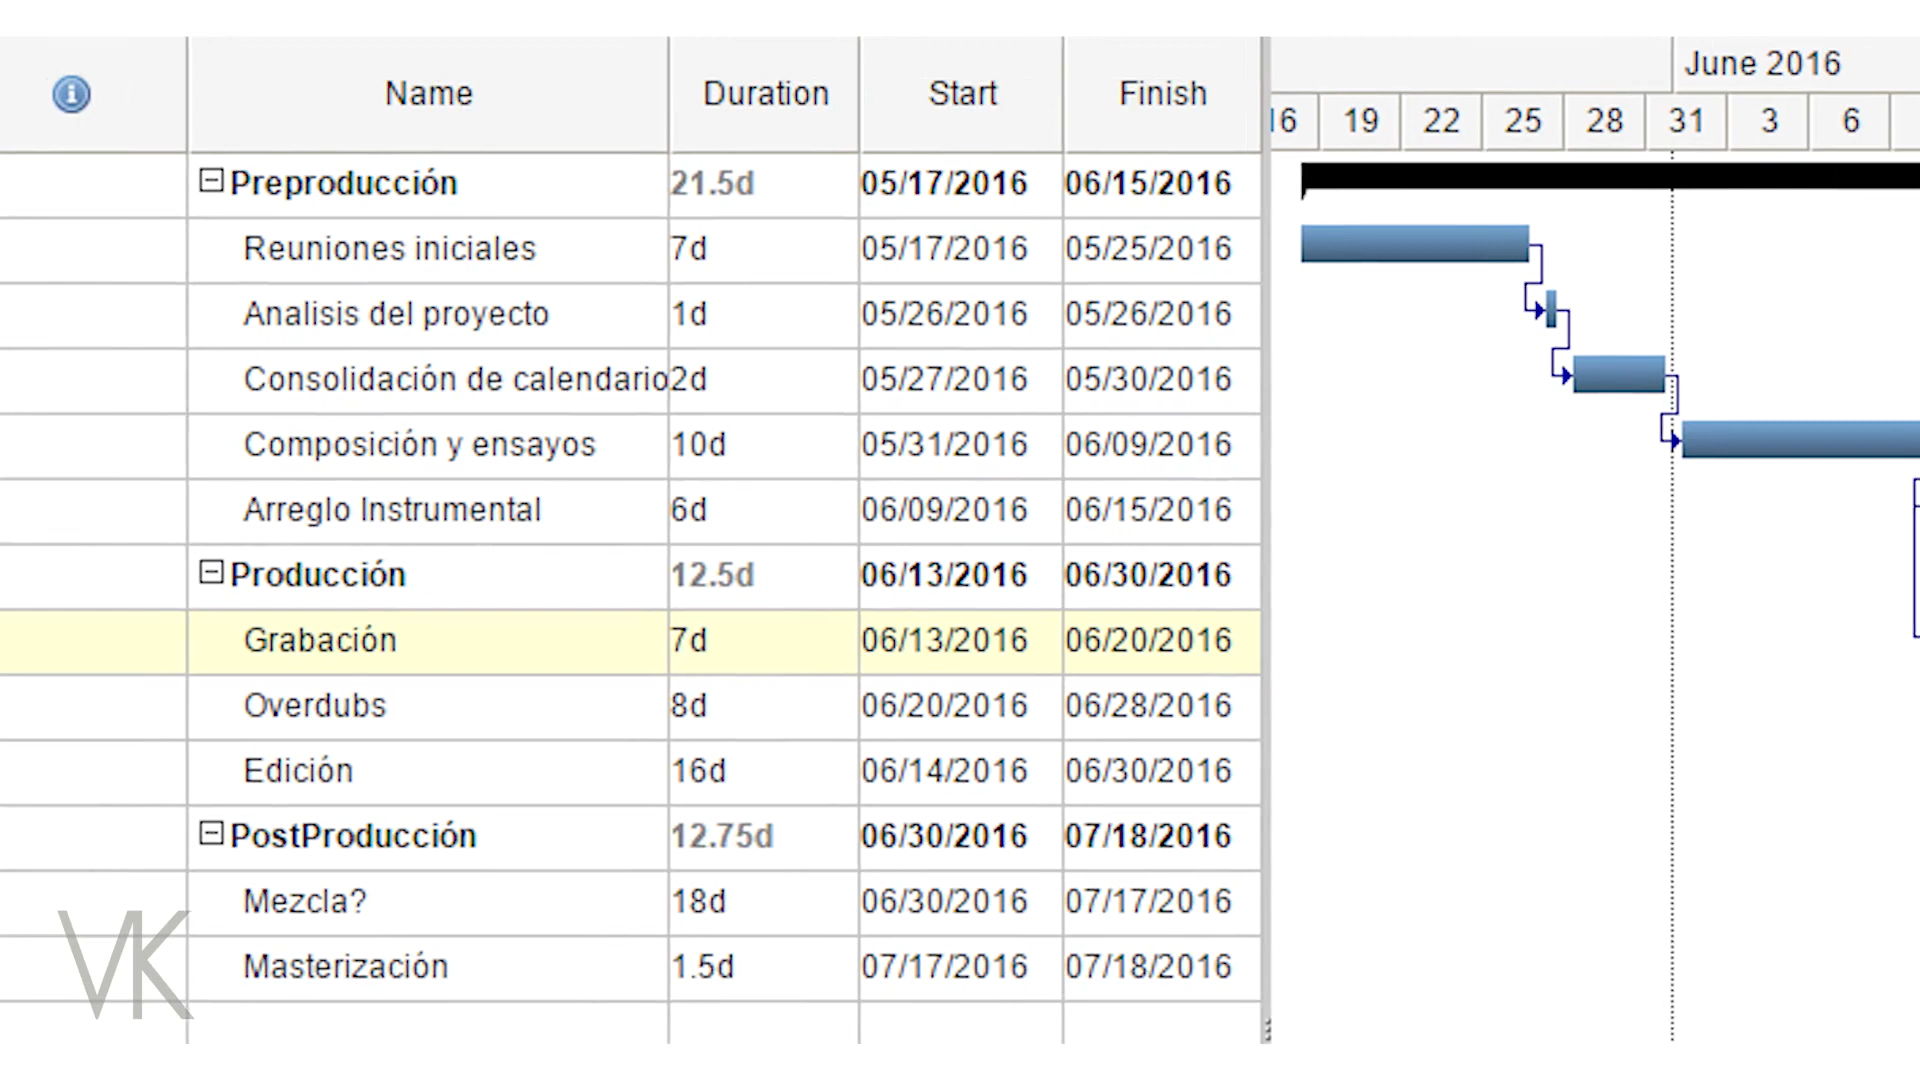 Name Duration Start Finish June 2016
16 19 22 25 28 31 3 6
Preproducción 21.5d 05/17/2016 06/15/2016
Reuniones iniciales 7d 05/17/2016 05/25/2016
Analisis del proyecto 1d 05/26/2016 05/26/2016
Consolidación de calendario 2d 05/27/2016 05/30/2016
Composición y ensayos 10d 05/31/2016 06/09/2016
Arreglo Instrumental 6d 06/09/2016 06/15/2016
Producción 12.5d 06/13/2016 06/30/2016
Grabación 7d 06/13/2016 06/20/2016
Overdubs 8d 06/20/2016 06/28/2016
Edición 16d 06/14/2016 06/30/2016
PostProducción 12.75d 06/30/2016 07/18/2016
Mezcla? 18d 06/30/2016 07/17/2016
Masterización 1.5d 07/17/2016 07/18/2016
VK